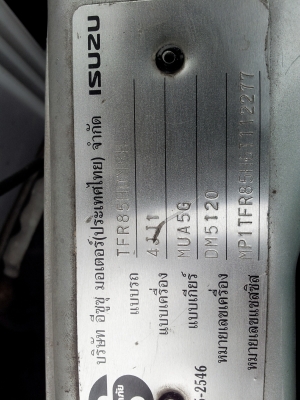 ISUZU
บริษัท อีซูซุ มอเตอร์(ประเทศไทย) จำกัด
แบบรถ
แบบเครื่อง 4JJ1
แบบเกียร์ MUA5G
หมายเลขเครื่อง DM5120
หมายเลขแชสซิส
-2546